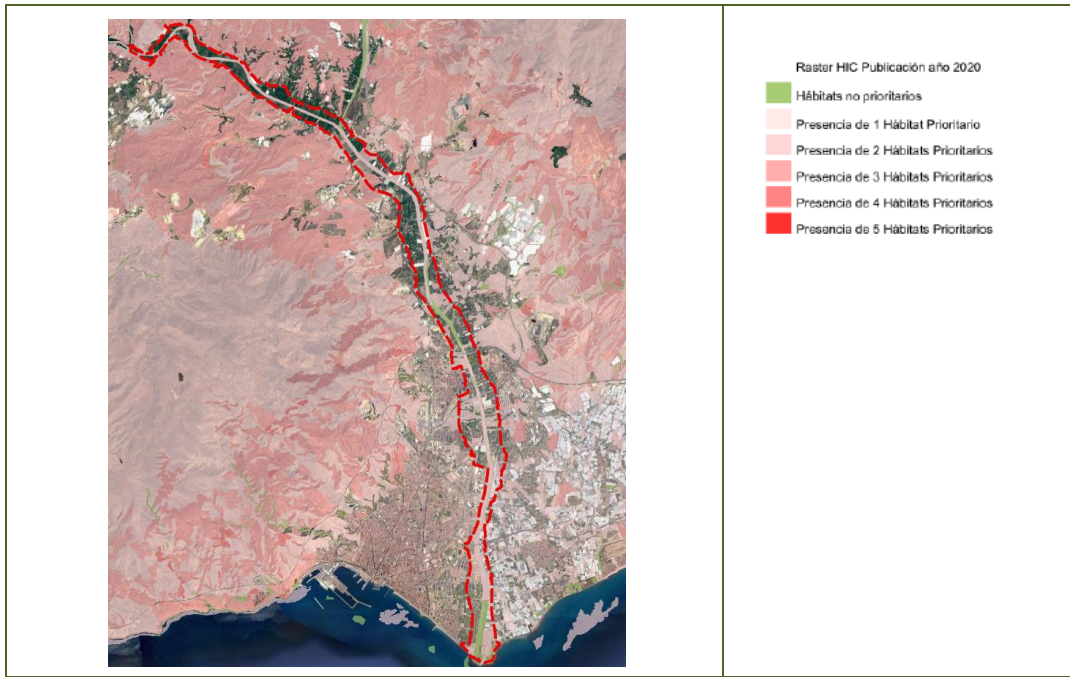 Raster HIC Publicación año 2020
Hábitats no prioritarios
Presencia de 1 Hábitat Prioritario
Presencia de 2 Hábitats Prioritarios
Presencia de 3 Hábitats Prioritarios
Presencia de 4 Hábitats Prioritarios
Presencia de 5 Hábitats Prioritarios